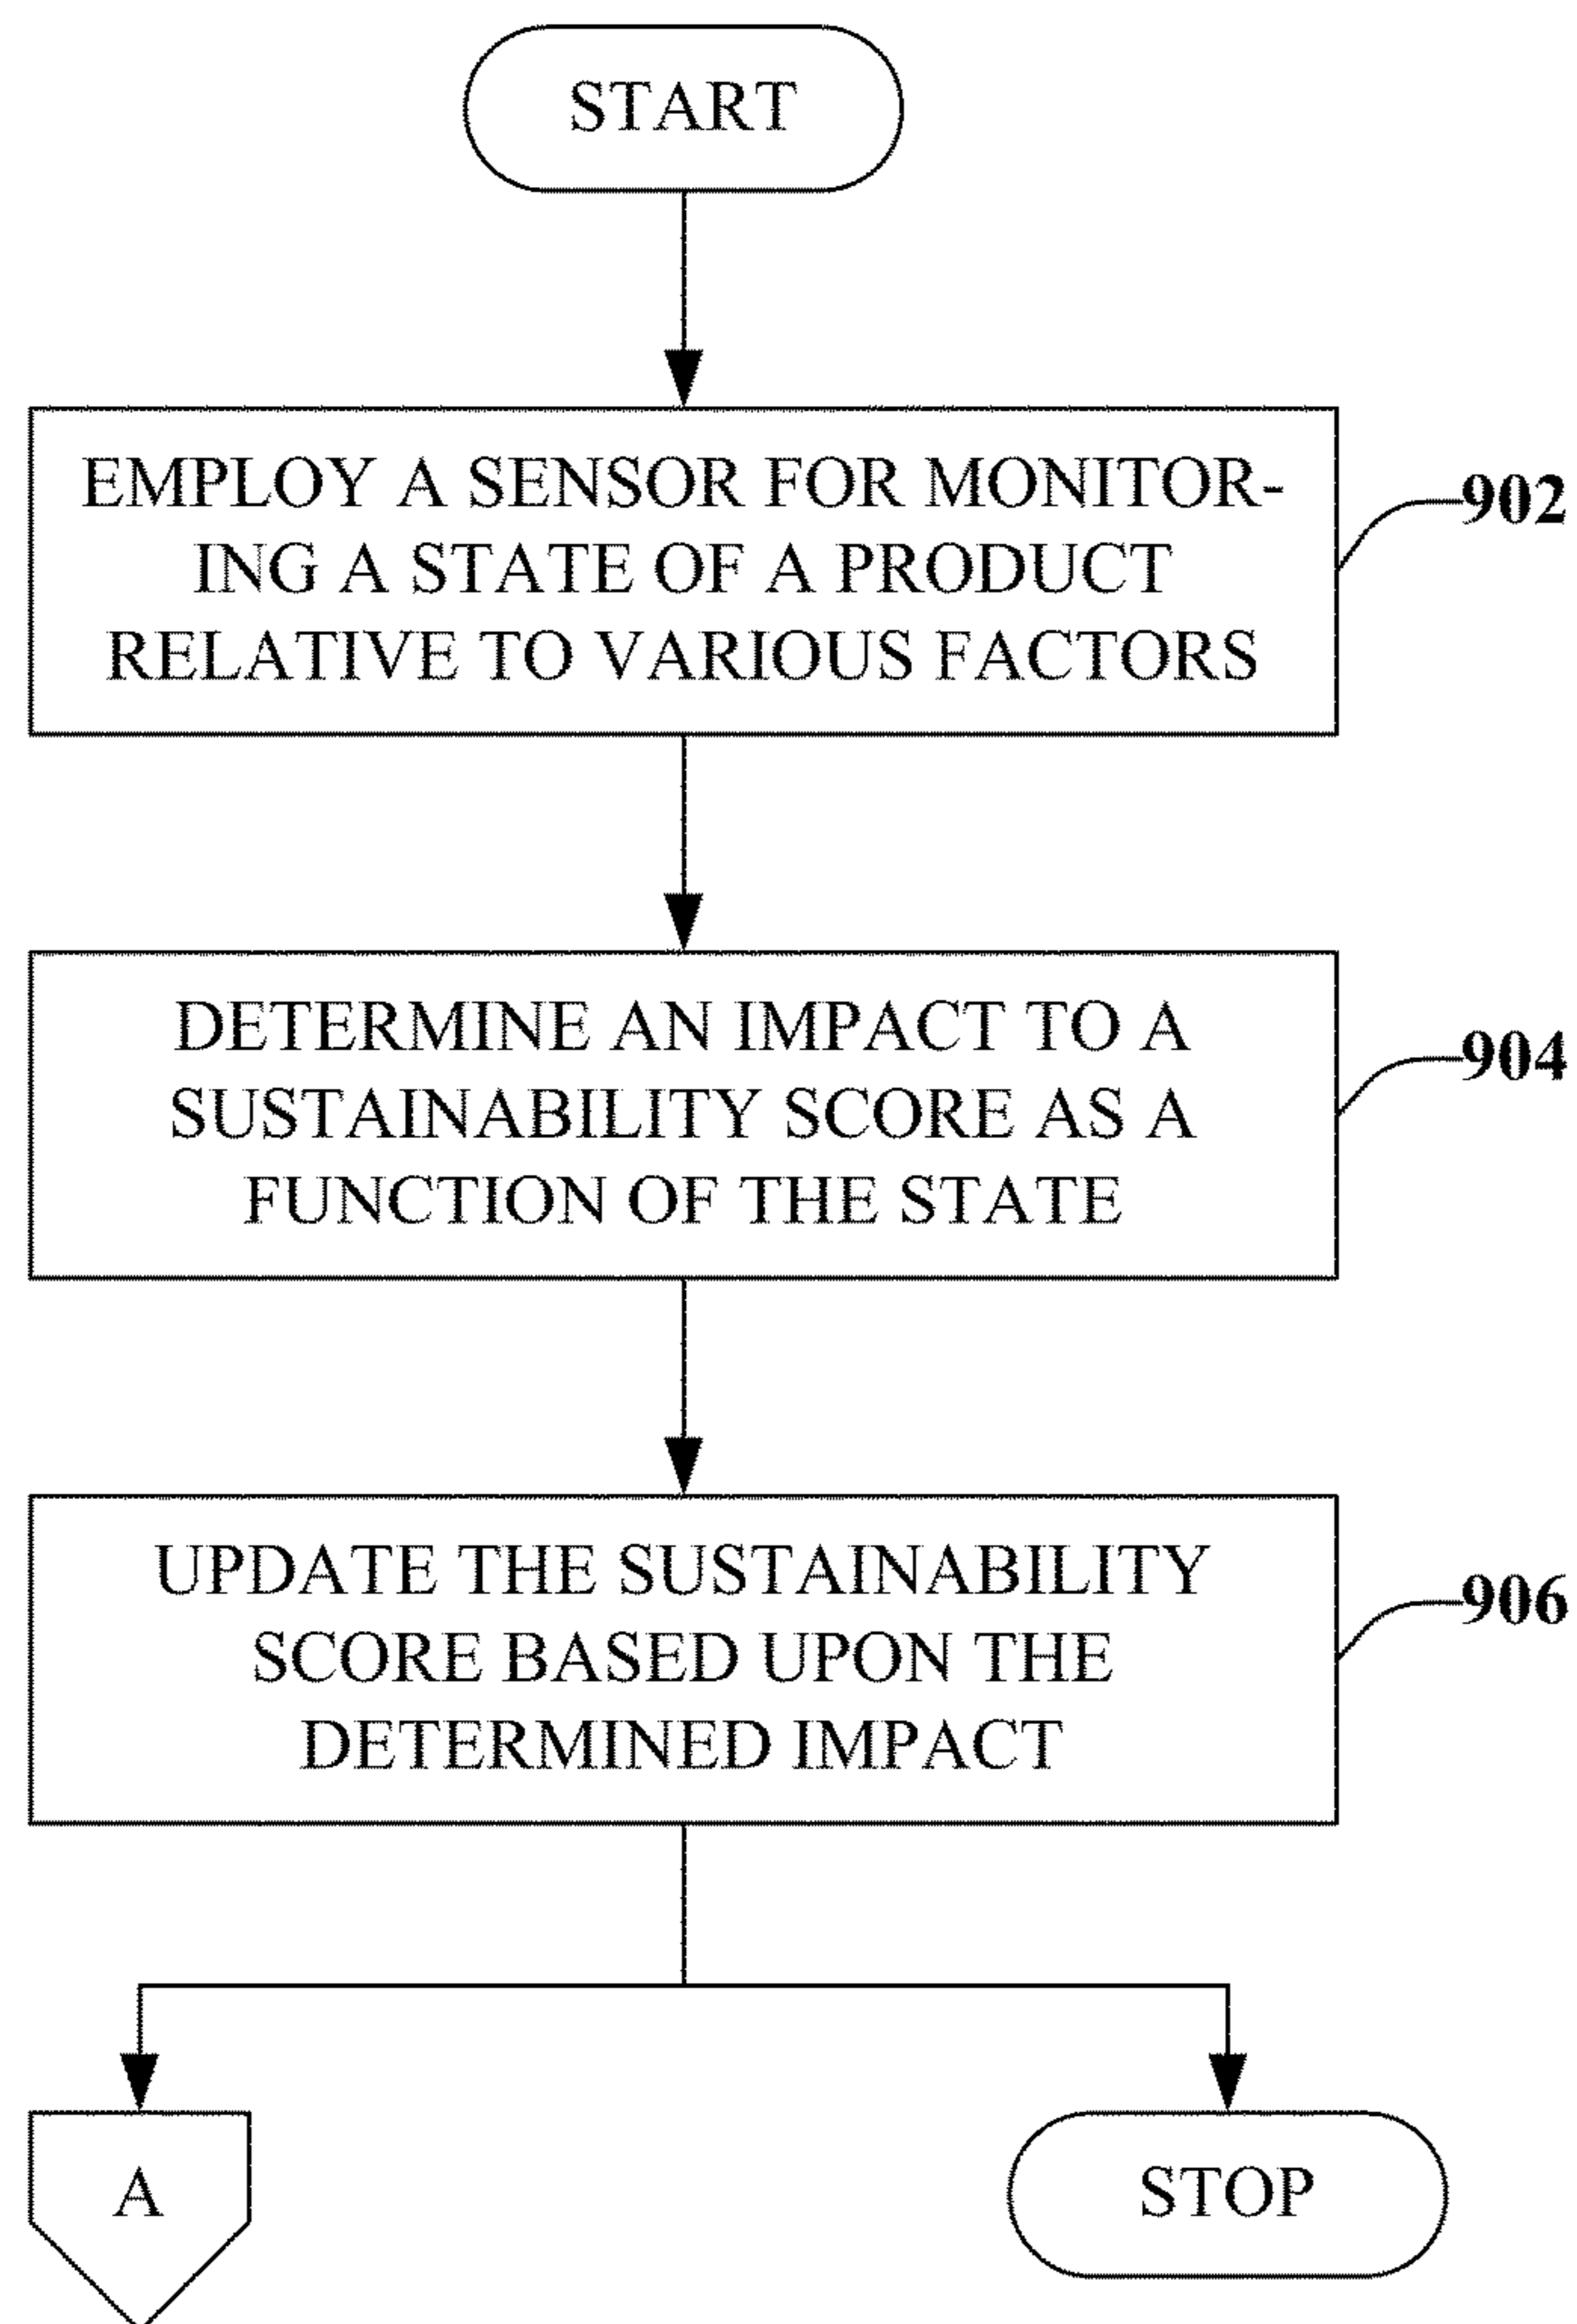 START
EMPLOY A SENSOR FOR MONITOR-
ING A STATE OF A PRODUCT
RELATIVE TO VARIOUS FACTORS
902
DETERMINE AN IMPACT TO A
SUSTAINABILITY SCORE AS A
FUNCTION OF THE STATE
904
UPDATE THE SUSTAINABILITY
SCORE BASED UPON THE
DETERMINED IMPACT
906
A
STOP